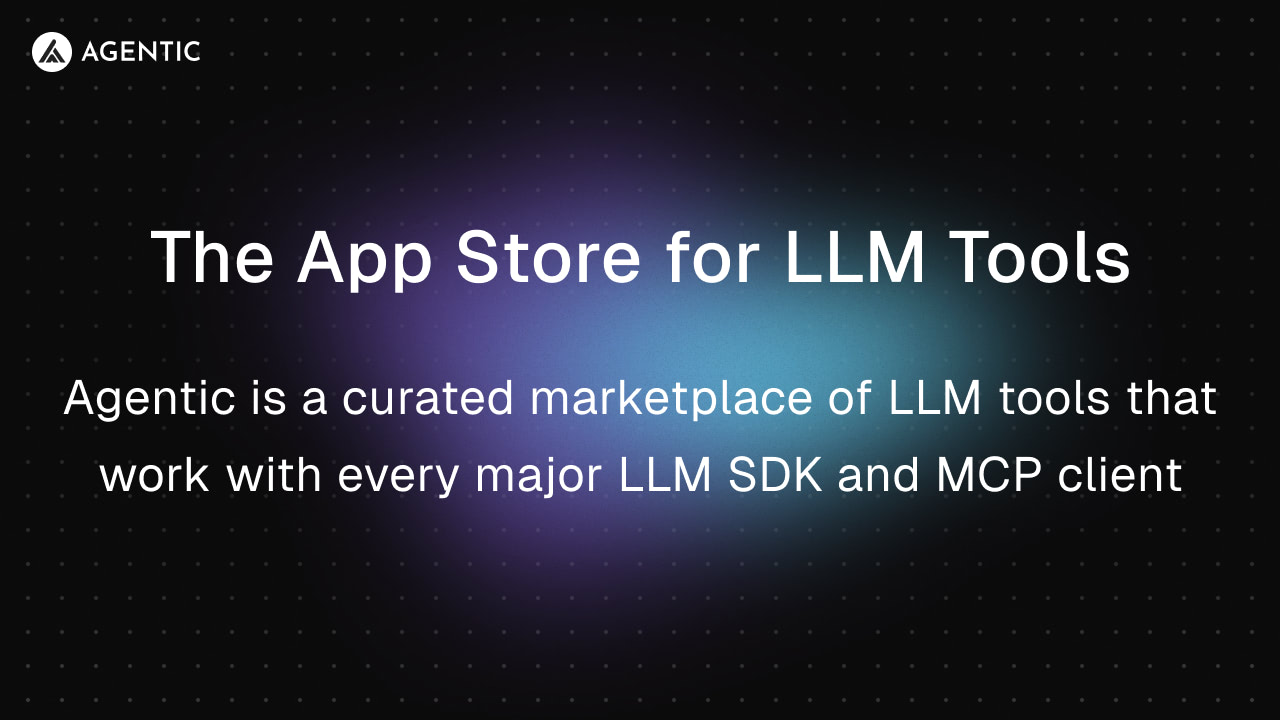 AGENTIC
The App Store for LLM Tools
Agentic is a curated marketplace of LLM tools that
work with every major LLM SDK and MCP client